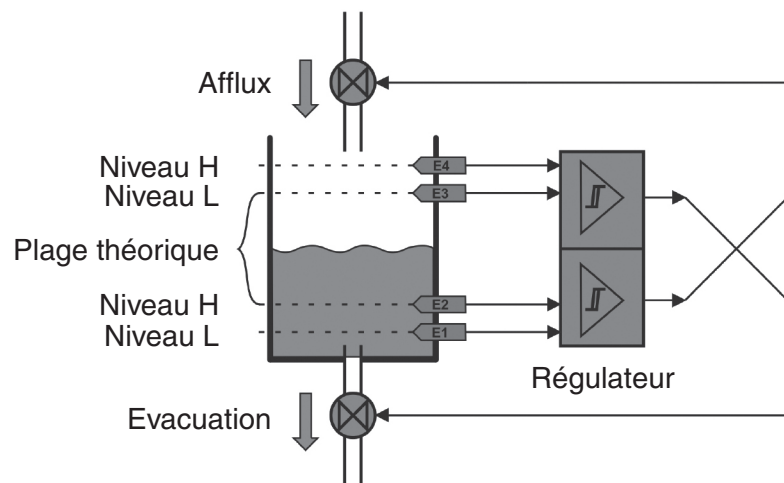 Afflux
Niveau H
E4
Niveau L
E3
Plage théorique
Niveau H
E2
Niveau L
E1
Régulateur
Evacuation